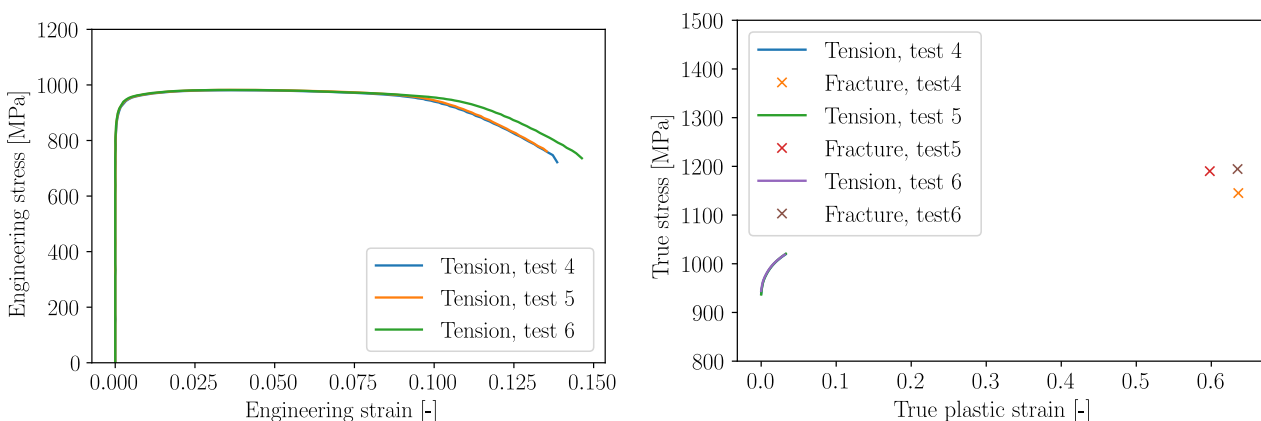 Engineering stress [MPa]
1200
1000
800
600
400
200
0
Tension, test 4
Tension, test 5
Tension, test 6
0.000 0.025 0.050 0.075 0.100 0.125 0.150
Engineering strain [-]
True stress [MPa]
1500
1400
1300
1200
1100
1000
900
800
Tension, test 4
Fracture, test4
Tension, test 5
Fracture, test5
Tension, test 6
Fracture, test6
0.0 0.1 0.2 0.3 0.4 0.5 0.6
True plastic strain [-]